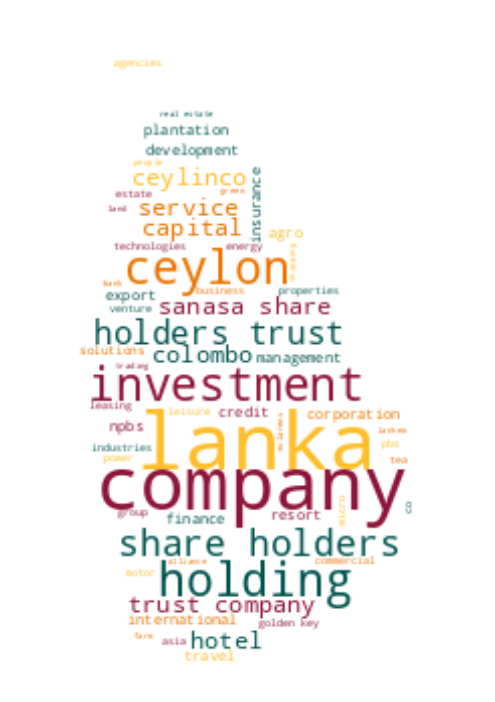 agencies
real estate
plantation
development
people
ceylinco
green
insurance
estate
land
service
capital
agro
technologies
energy
ceylon
bank
business
properties
export
venture
sanasa share
holders trust
solutions
colombo
management
trading
investment
leasing
leisure
credit
corporation
npbs
lanka
lankem
industries
pbs
power
tea
company
micro
co
group
finance
resort
share holders
alliance
commercial
motor
holding
trust company
international
golden key
farm
asia
hotel
travel